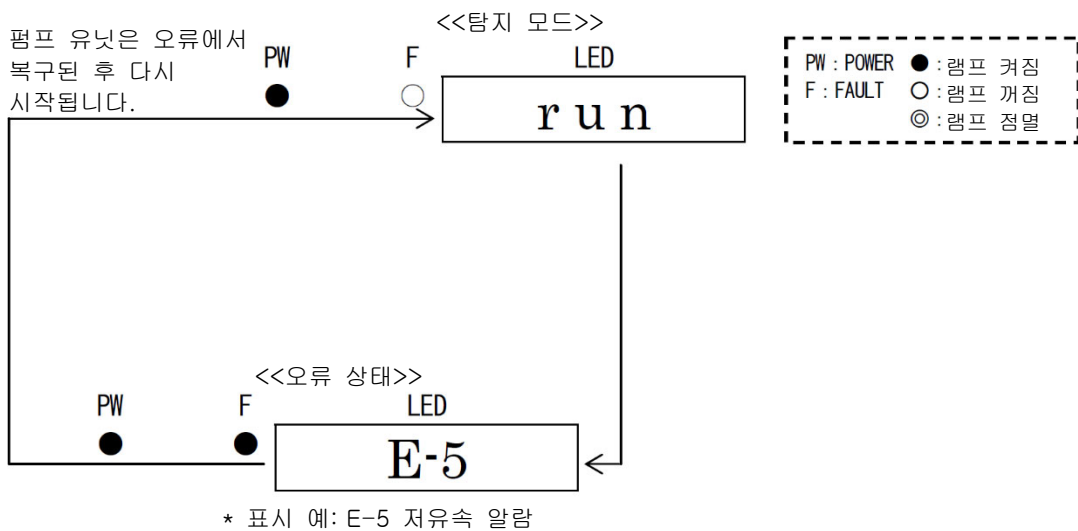 <<탐지 모드>>
펌프 유닛은 오류에서
복구된 후 다시
시작됩니다.
PW F LED
run
PW : POWER ● : 램프 켜짐
F : FAULT ○ : 램프 꺼짐
◎ : 램프 점멸
<<오류 상태>>
PW F LED
E-5
* 표시 예: E-5 저유속 알람